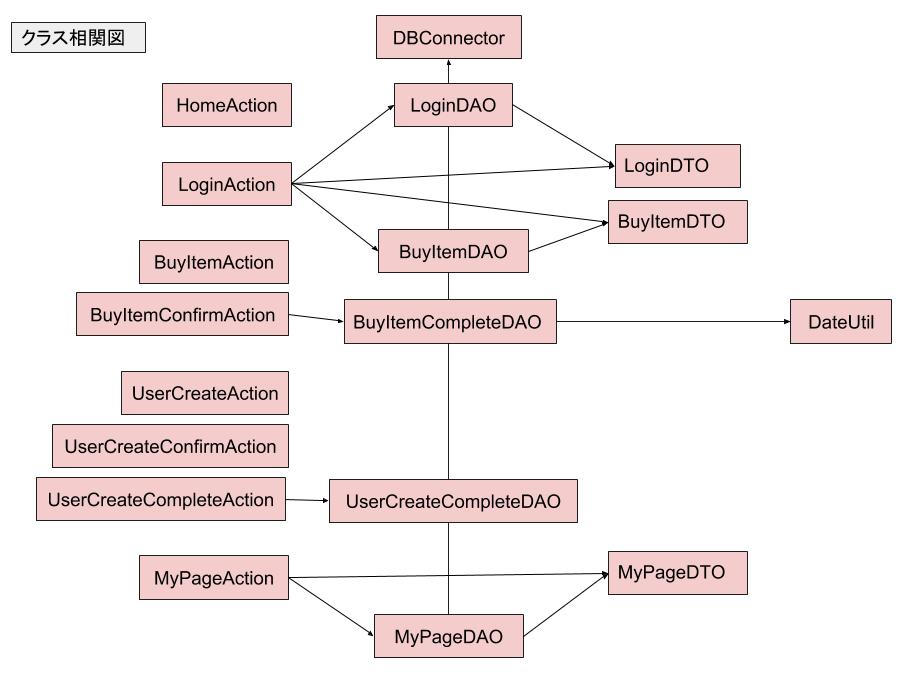 クラス相関図
DBConnector
HomeAction
LoginDAO
LoginAction
LoginDTO
BuyItemDTO
BuyItemAction
BuyItemDAO
BuyItemConfirmAction
BuyItemCompleteDAO
DateUtil
UserCreateAction
UserCreateConfirmAction
UserCreateCompleteAction
UserCreateCompleteDAO
MyPageAction
MyPageDTO
MyPageDAO